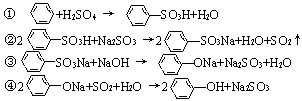 ① +H₂SO₄ → SO₃H+H₂O
②2 SO₃H+Na₂SO₃→2 SO₃Na+H₂O+SO₂↑
③ SO₃Na+NaOH → ONa+Na₂SO₃+H₂O
④2 ONa+SO₂+H₂O→2 OH+Na₂SO₃